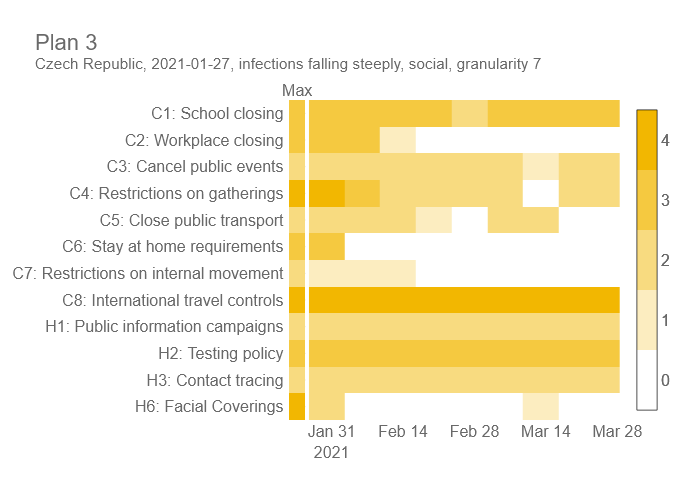 Plan 3
Czech Republic, 2021-01-27, infections falling steeply, social, granularity 7
Max
C1: School closing
C2: Workplace closing
C3: Cancel public events
C4: Restrictions on gatherings
C5: Close public transport
C6: Stay at home requirements
C7: Restrictions on internal movement
C8: International travel controls
H1: Public information campaigns
H2: Testing policy
H3: Contact tracing
H6: Facial Coverings
Jan 31 Feb 14 Feb 28 Mar 14 Mar 28
2021
4
3
2
1
0